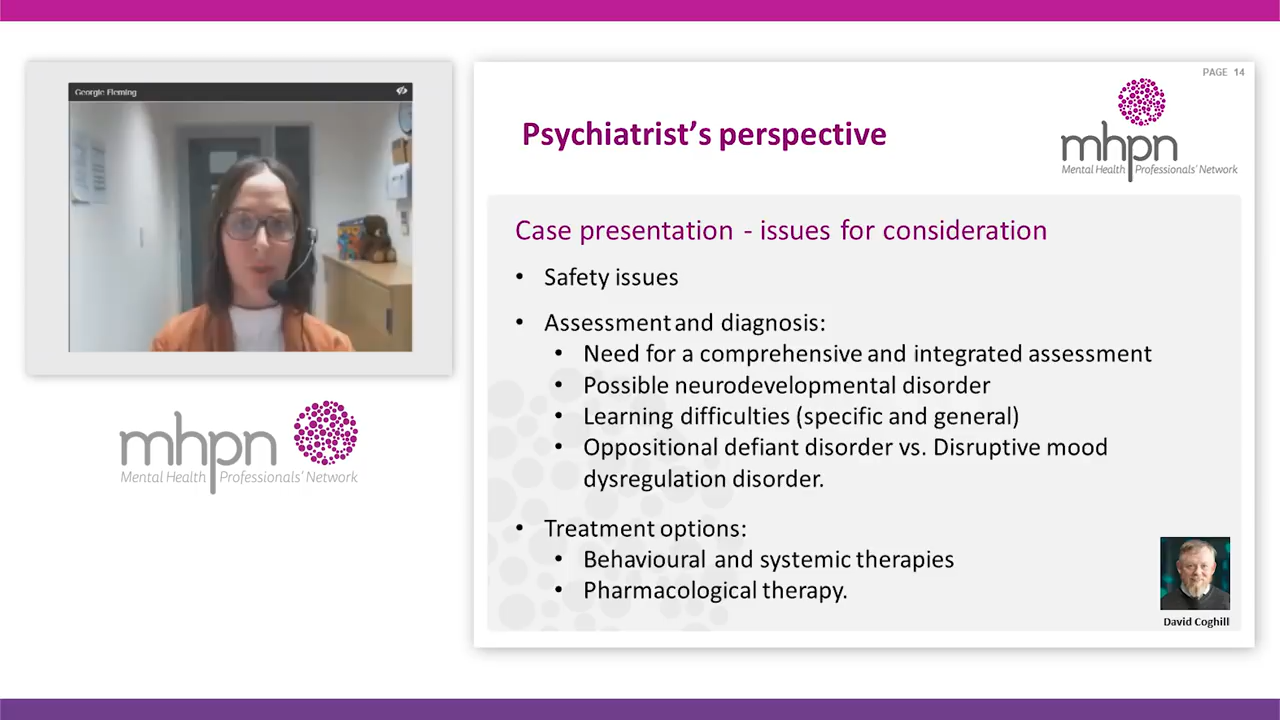 Georgie Fleming
mhpn
Mental Health Professionals' Network
PAGE 14
Psychiatrist's perspective
mhpn
Mental Health Professionals' Network
Case presentation - issues for consideration
• Safety issues
• Assessment and diagnosis:
• Need for a comprehensive and integrated assessment
• Possible neurodevelopmental disorder
• Learning difficulties (specific and general)
• Oppositional defiant disorder vs. Disruptive mood
dysregulation disorder.
• Treatment options:
• Behavioural and systemic therapies
• Pharmacological therapy.
David Coghill